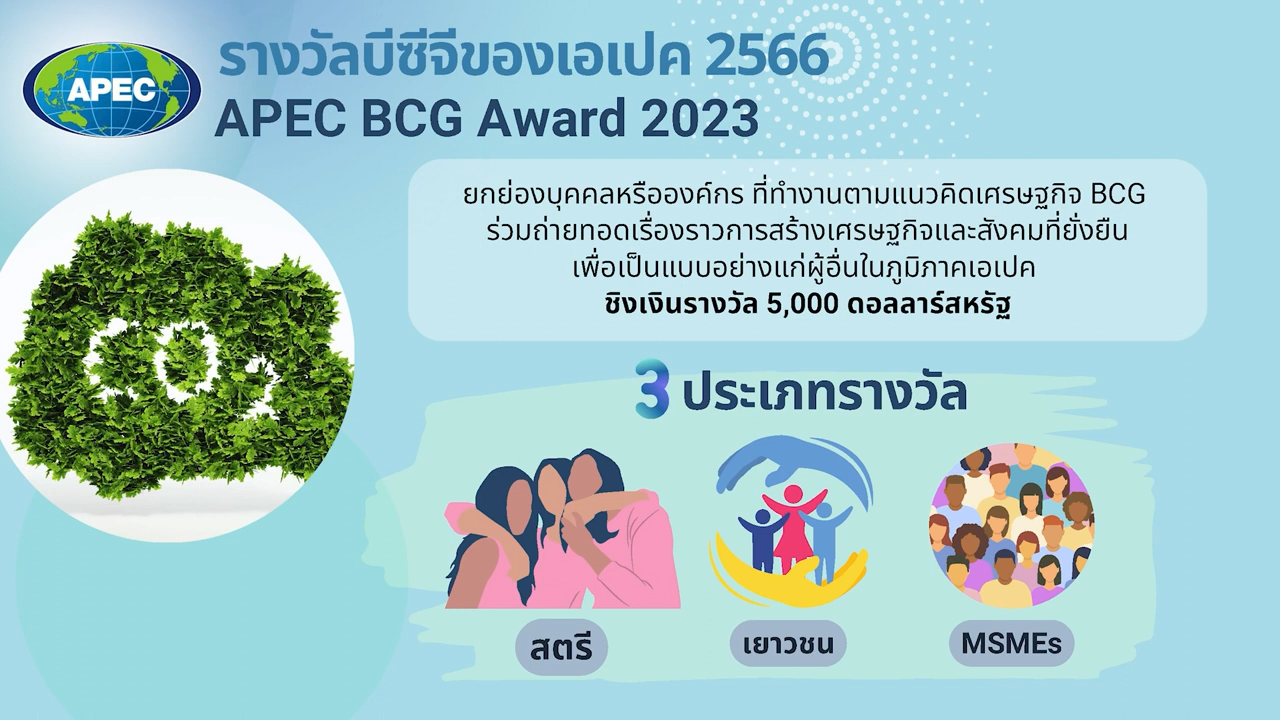 APEC
รางวัลบีซีจีของเอเปค 2566
APEC BCG Award 2023
ยกย่องบุคคลหรือองค์กร ที่ทำงานตามแนวคิดเศรษฐกิจ BCG
ร่วมถ่ายทอดเรื่องราวการสร้างเศรษฐกิจและสังคมที่ยั่งยืน
เพื่อเป็นแบบอย่างแก่ผู้อื่นในภูมิภาคเอเปค
ชิงเงินรางวัล 5,000 ดอลลาร์สหรัฐ
CO2
3 ประเภทรางวัล
สตรี
เยาวชน
MSMEs